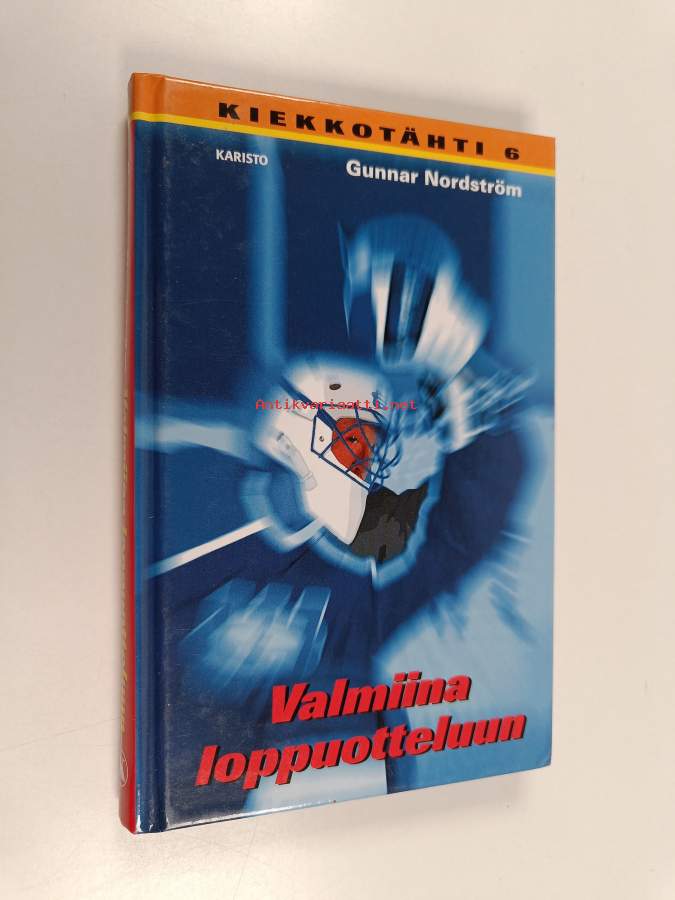 KIEKKOTÄHTI 6
KARISTO
Gunnar Nordström
Antikvariaatti.net
Valmiina
loppuotteluun